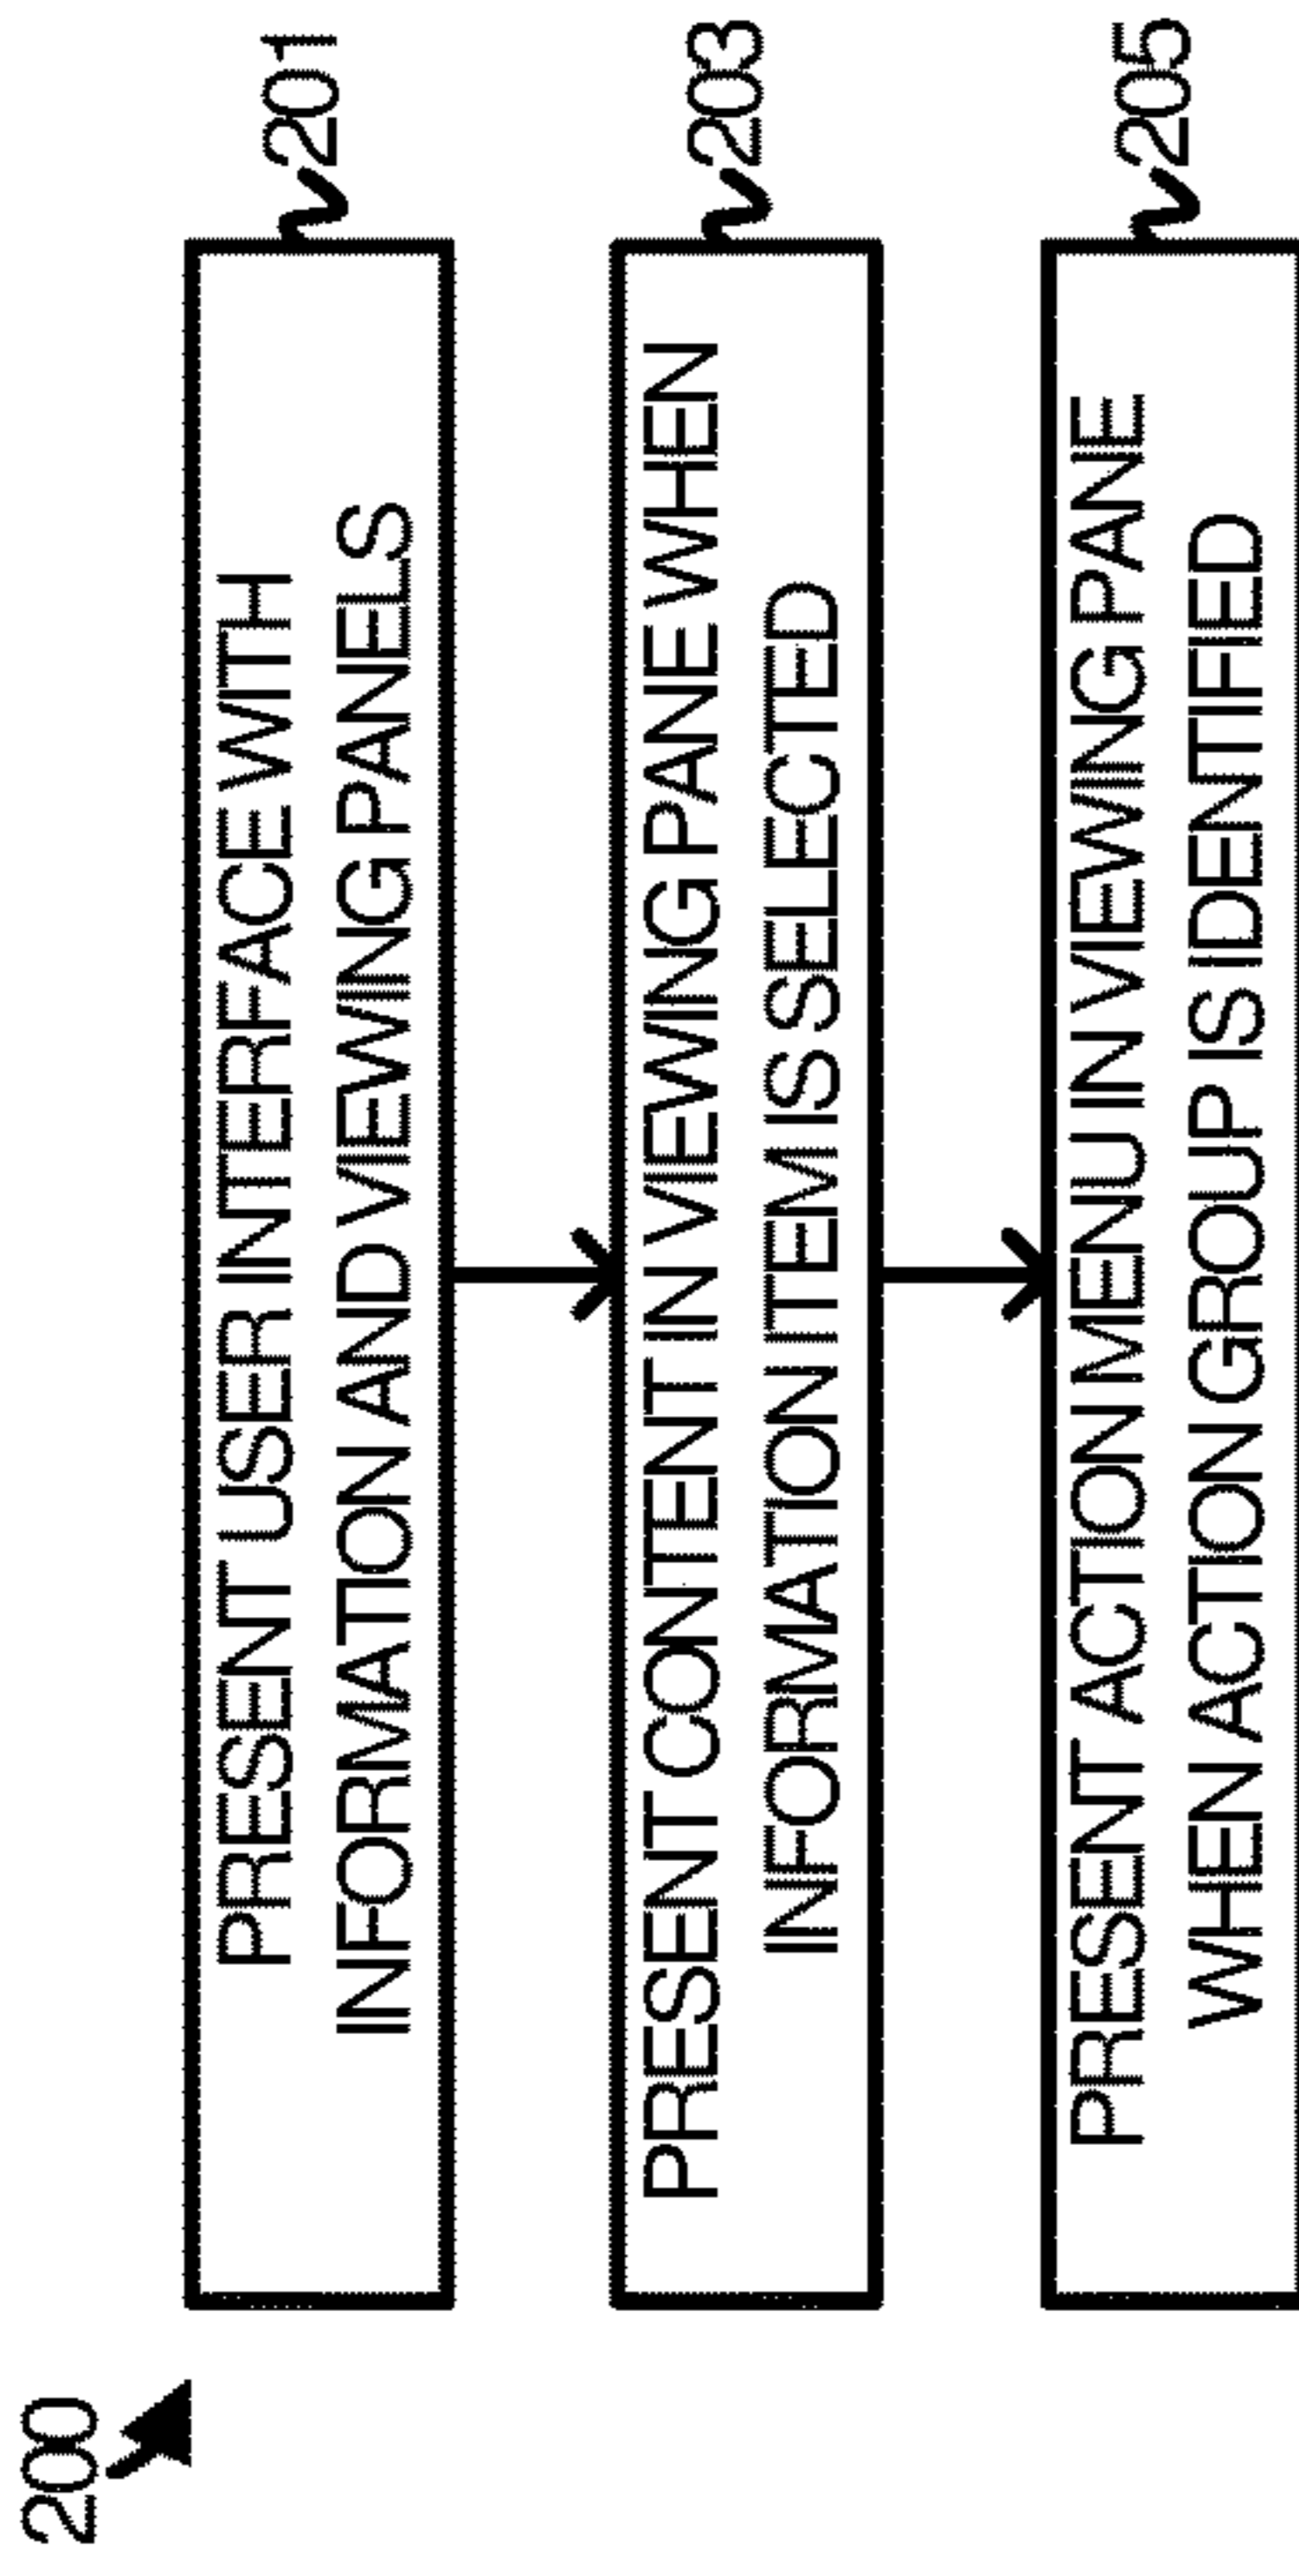 200
PRESENT USER INTERFACE WITH
INFORMATION AND VIEWING PANELS
201
PRESENT CONTENT IN VIEWING PANE WHEN
INFORMATION ITEM IS SELECTED
203
PRESENT ACTION MENU IN VIEWING PANE
WHEN ACTION GROUP IS IDENTIFIED
205